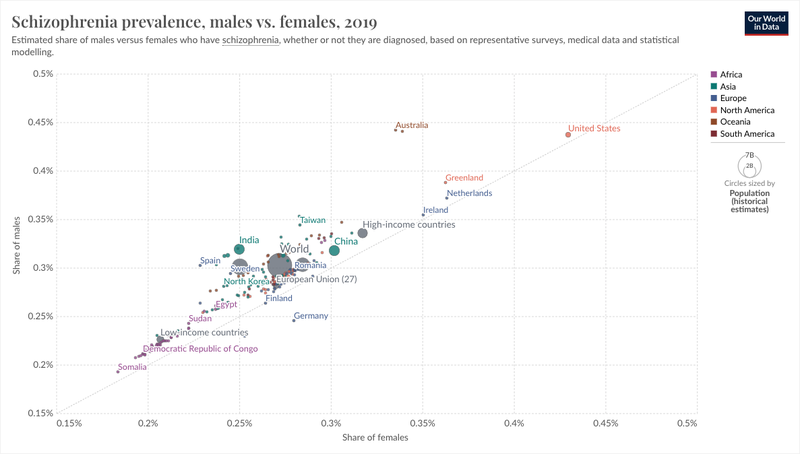 Schizophrenia prevalence, males vs. females, 2019
Our World
in Data
Estimated share of males versus females who have schizophrenia, whether or not they are diagnosed, based on representative surveys, medical data and statistical
modelling.
0.5%
0.45%
0.4%
0.35%
0.3%
0.25%
0.2%
0.15%
Share of males
Australia
United States
Greenland
Netherlands
Ireland
Taiwan
High-income countries
India
China
World
Spain
Sweden
Romania
North Korea
European Union (27)
Finland
Egypt
Germany
Sudan
Low-income countries
Democratic Republic of Congo
Somalia
0.15%
0.2%
0.25%
0.3%
0.35%
0.4%
0.45%
0.5%
Share of females
Africa
Asia
Europe
North America
Oceania
South America
7B
2B
Circles sized by
Population
(historical
estimates)